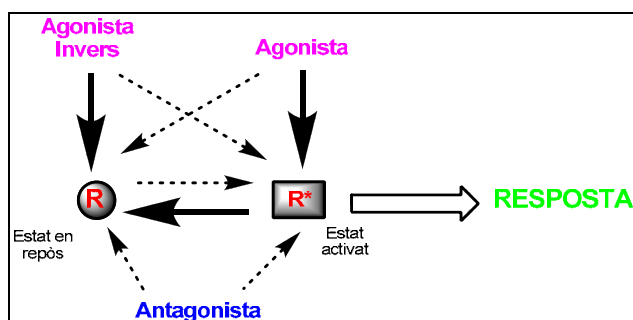 Agonista
Invers
Agonista
R
R*
RESPOSTA
Estat en
repòs
Estat
activat
Antagonista